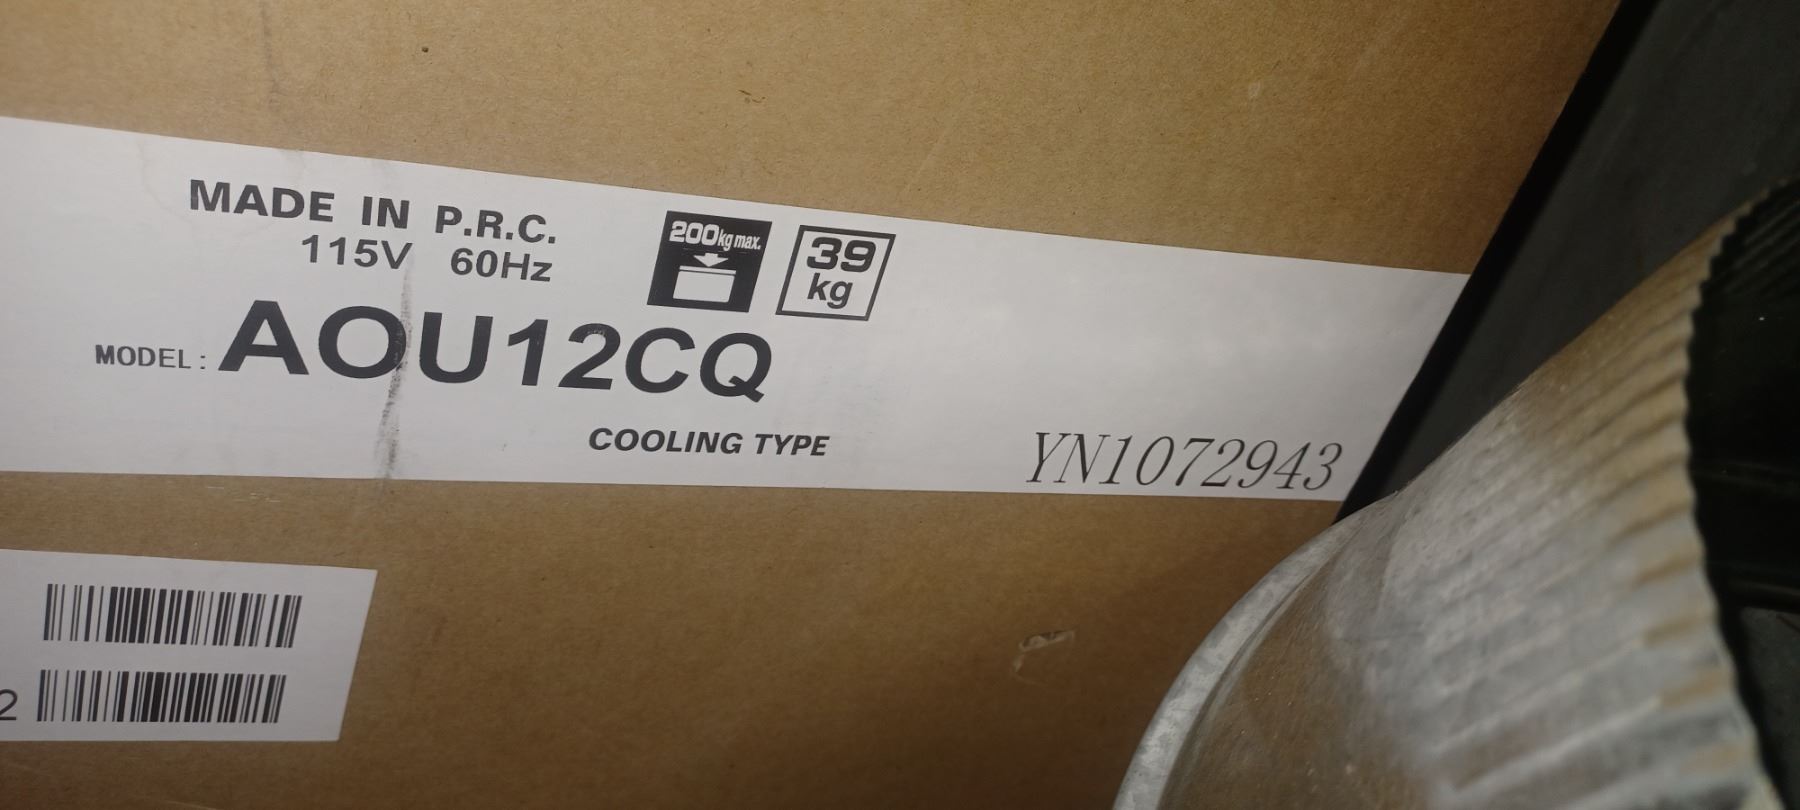 MADE IN P.R.C.
115V 60Hz
200kg max.
39
kg
MODEL: AOU12CQ
COOLING TYPE
YN1072943
2